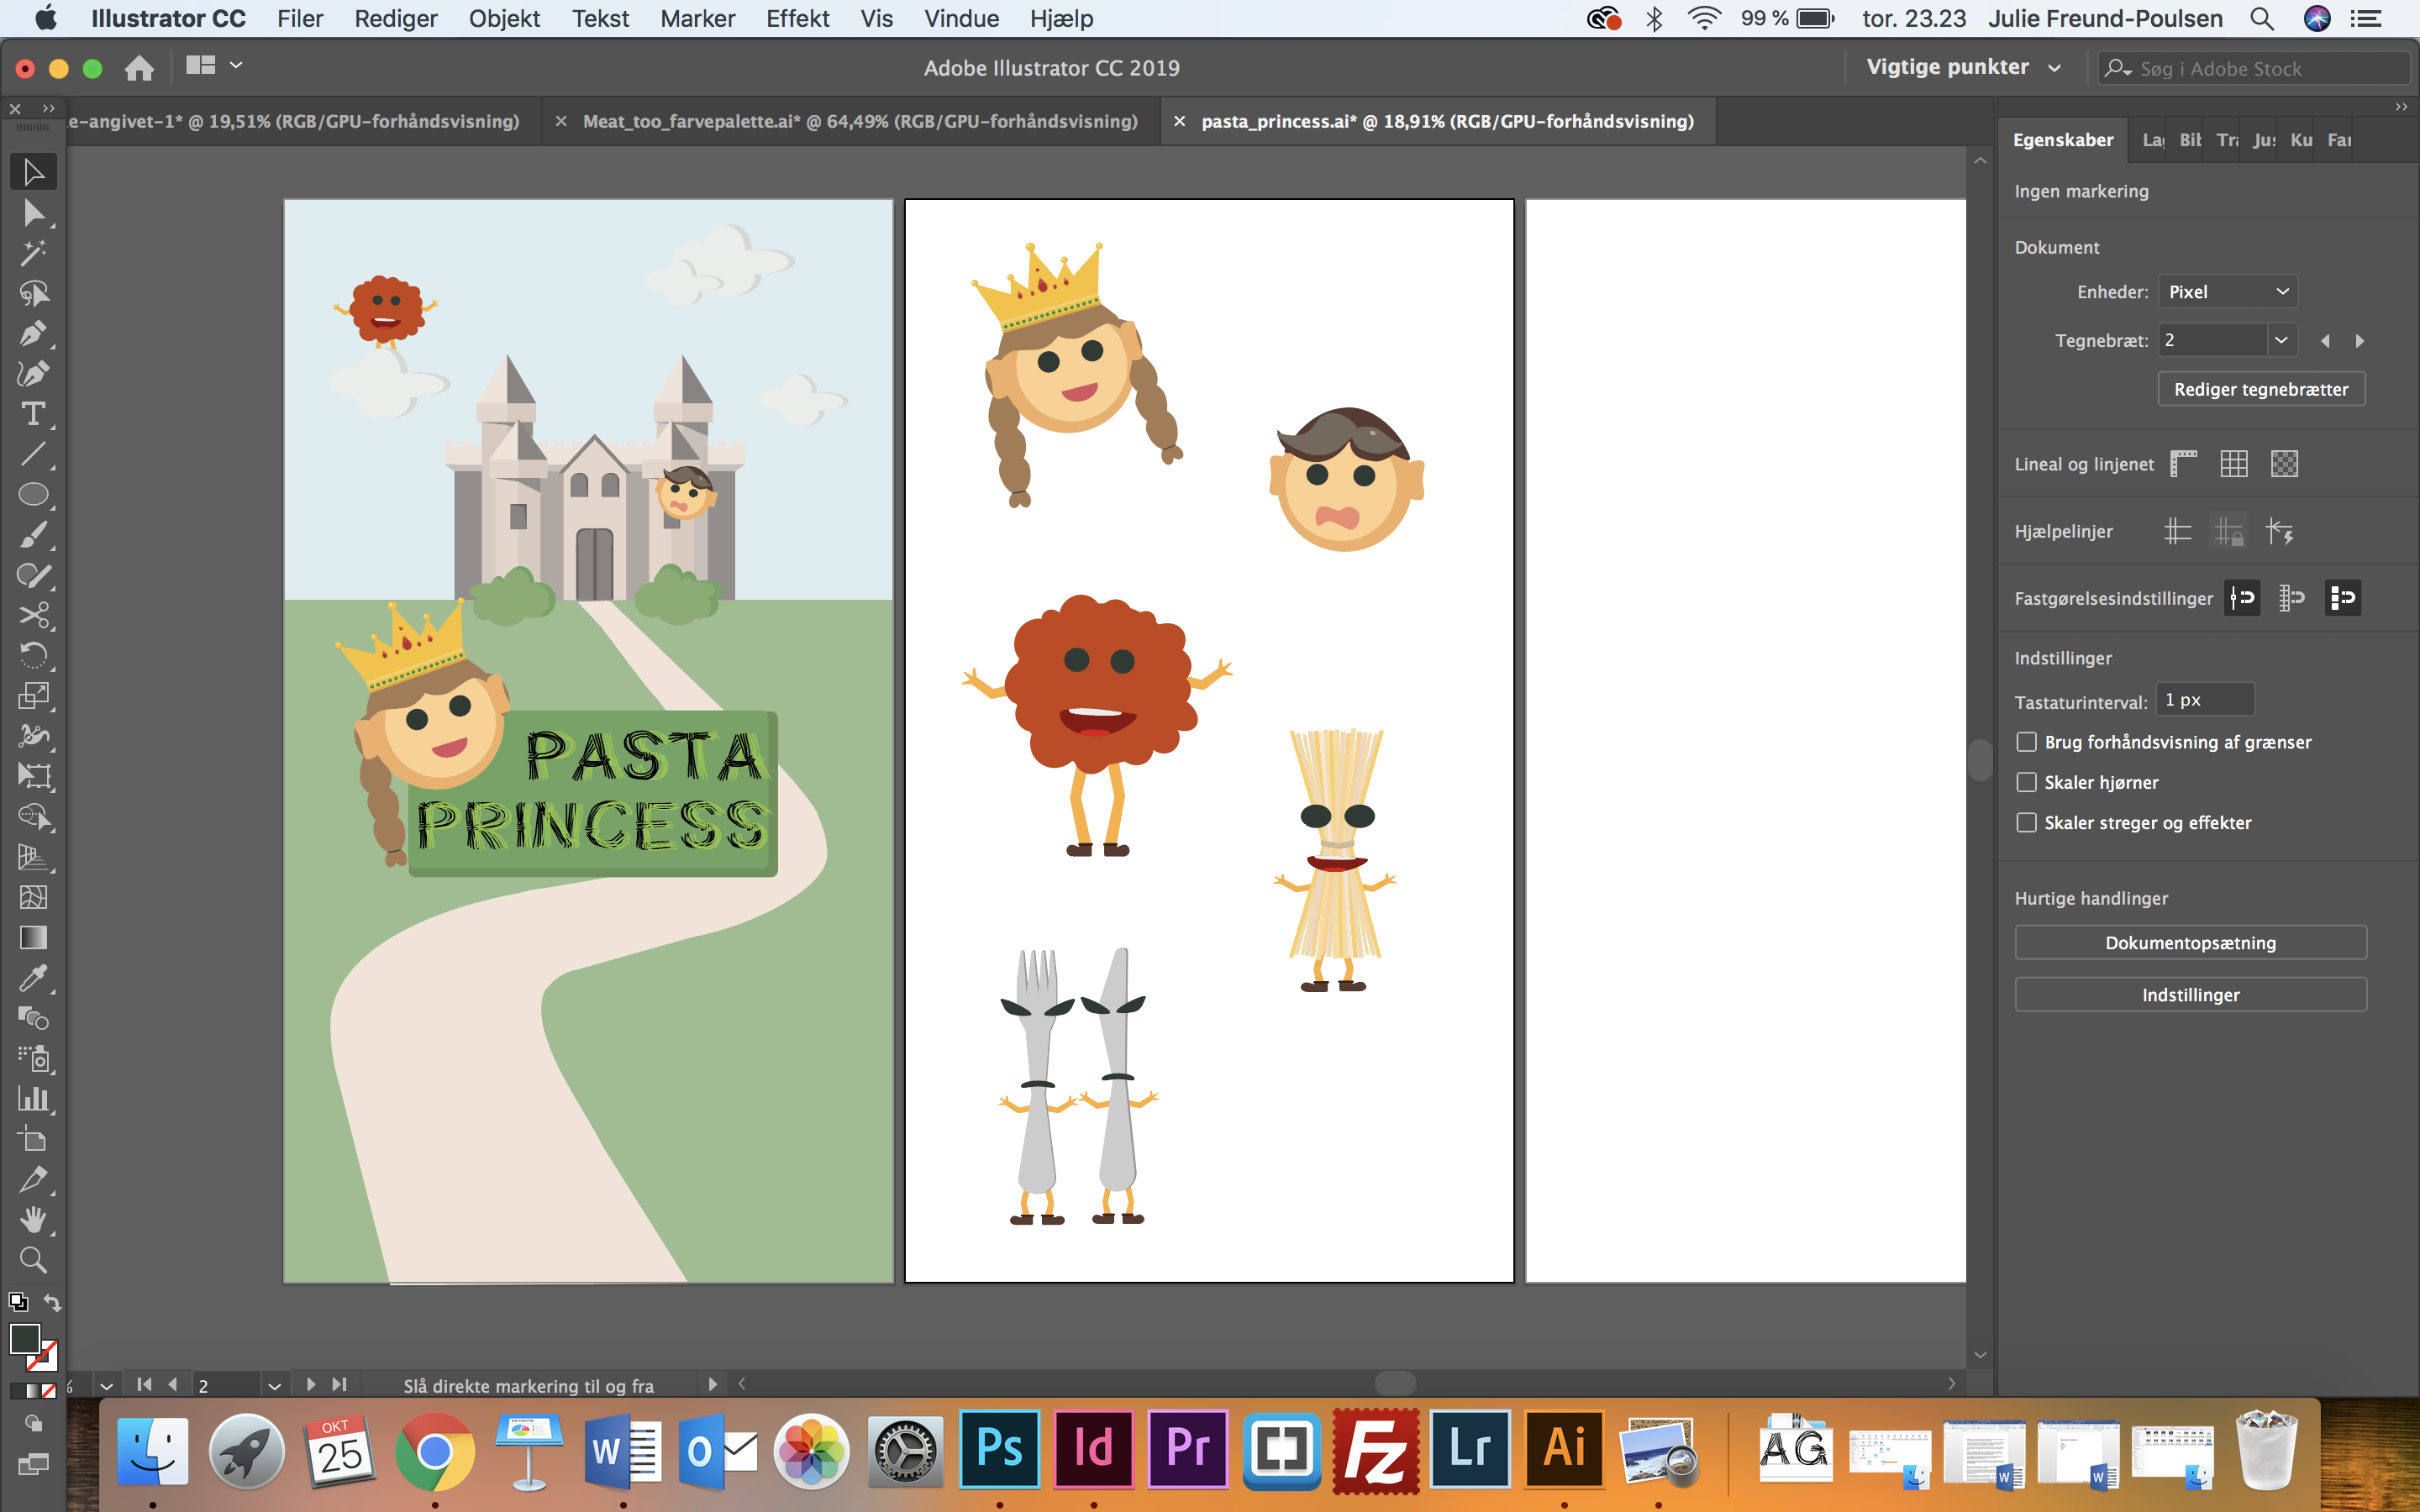 Illustrator CC Filer Rediger Objekt Tekst Marker Effekt Vis Vindue Hjælp 99 % tor. 23.23 Julie Freund-Poulsen
Adobe Illustrator CC 2019 Vigtige punkter Søg i Adobe Stock
e-angivet-1* @ 19,51% (RGB/GPU-forhåndsvisning) Meat_too_farvepalette.ai* @ 64,49% (RGB/GPU-forhåndsvisning) pasta_princess.ai* @ 18,91% (RGB/GPU-forhåndsvisning)
Egenskaber Lag Bib Tra Jus Ku Far
Ingen markering
Dokument
Enheder: Pixel
Tegnebræt: 2
Rediger tegnebrætter
Lineal og linjenet
Hjælpelinjer
Fastgørelsesindstillinger
Indstillinger
Tastaturinterval: 1 px
Brug forhåndsvisning af grænser
Skaler hjørner
Skaler streger og effekter
Hurtige handlinger
Dokumentopsætning
Indstillinger
PASTA
PRINCESS
% 2 Slå direkte markering til og fra
OKT
25
KEYNOTE
W
O
Ps
Id
Pr
Fz
Lr
Ai
AG
W
W